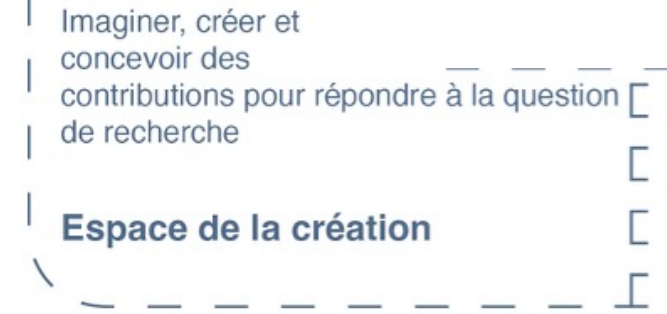 Imaginer, créer et
concevoir des
contributions pour répondre à la question
de recherche
Espace de la création